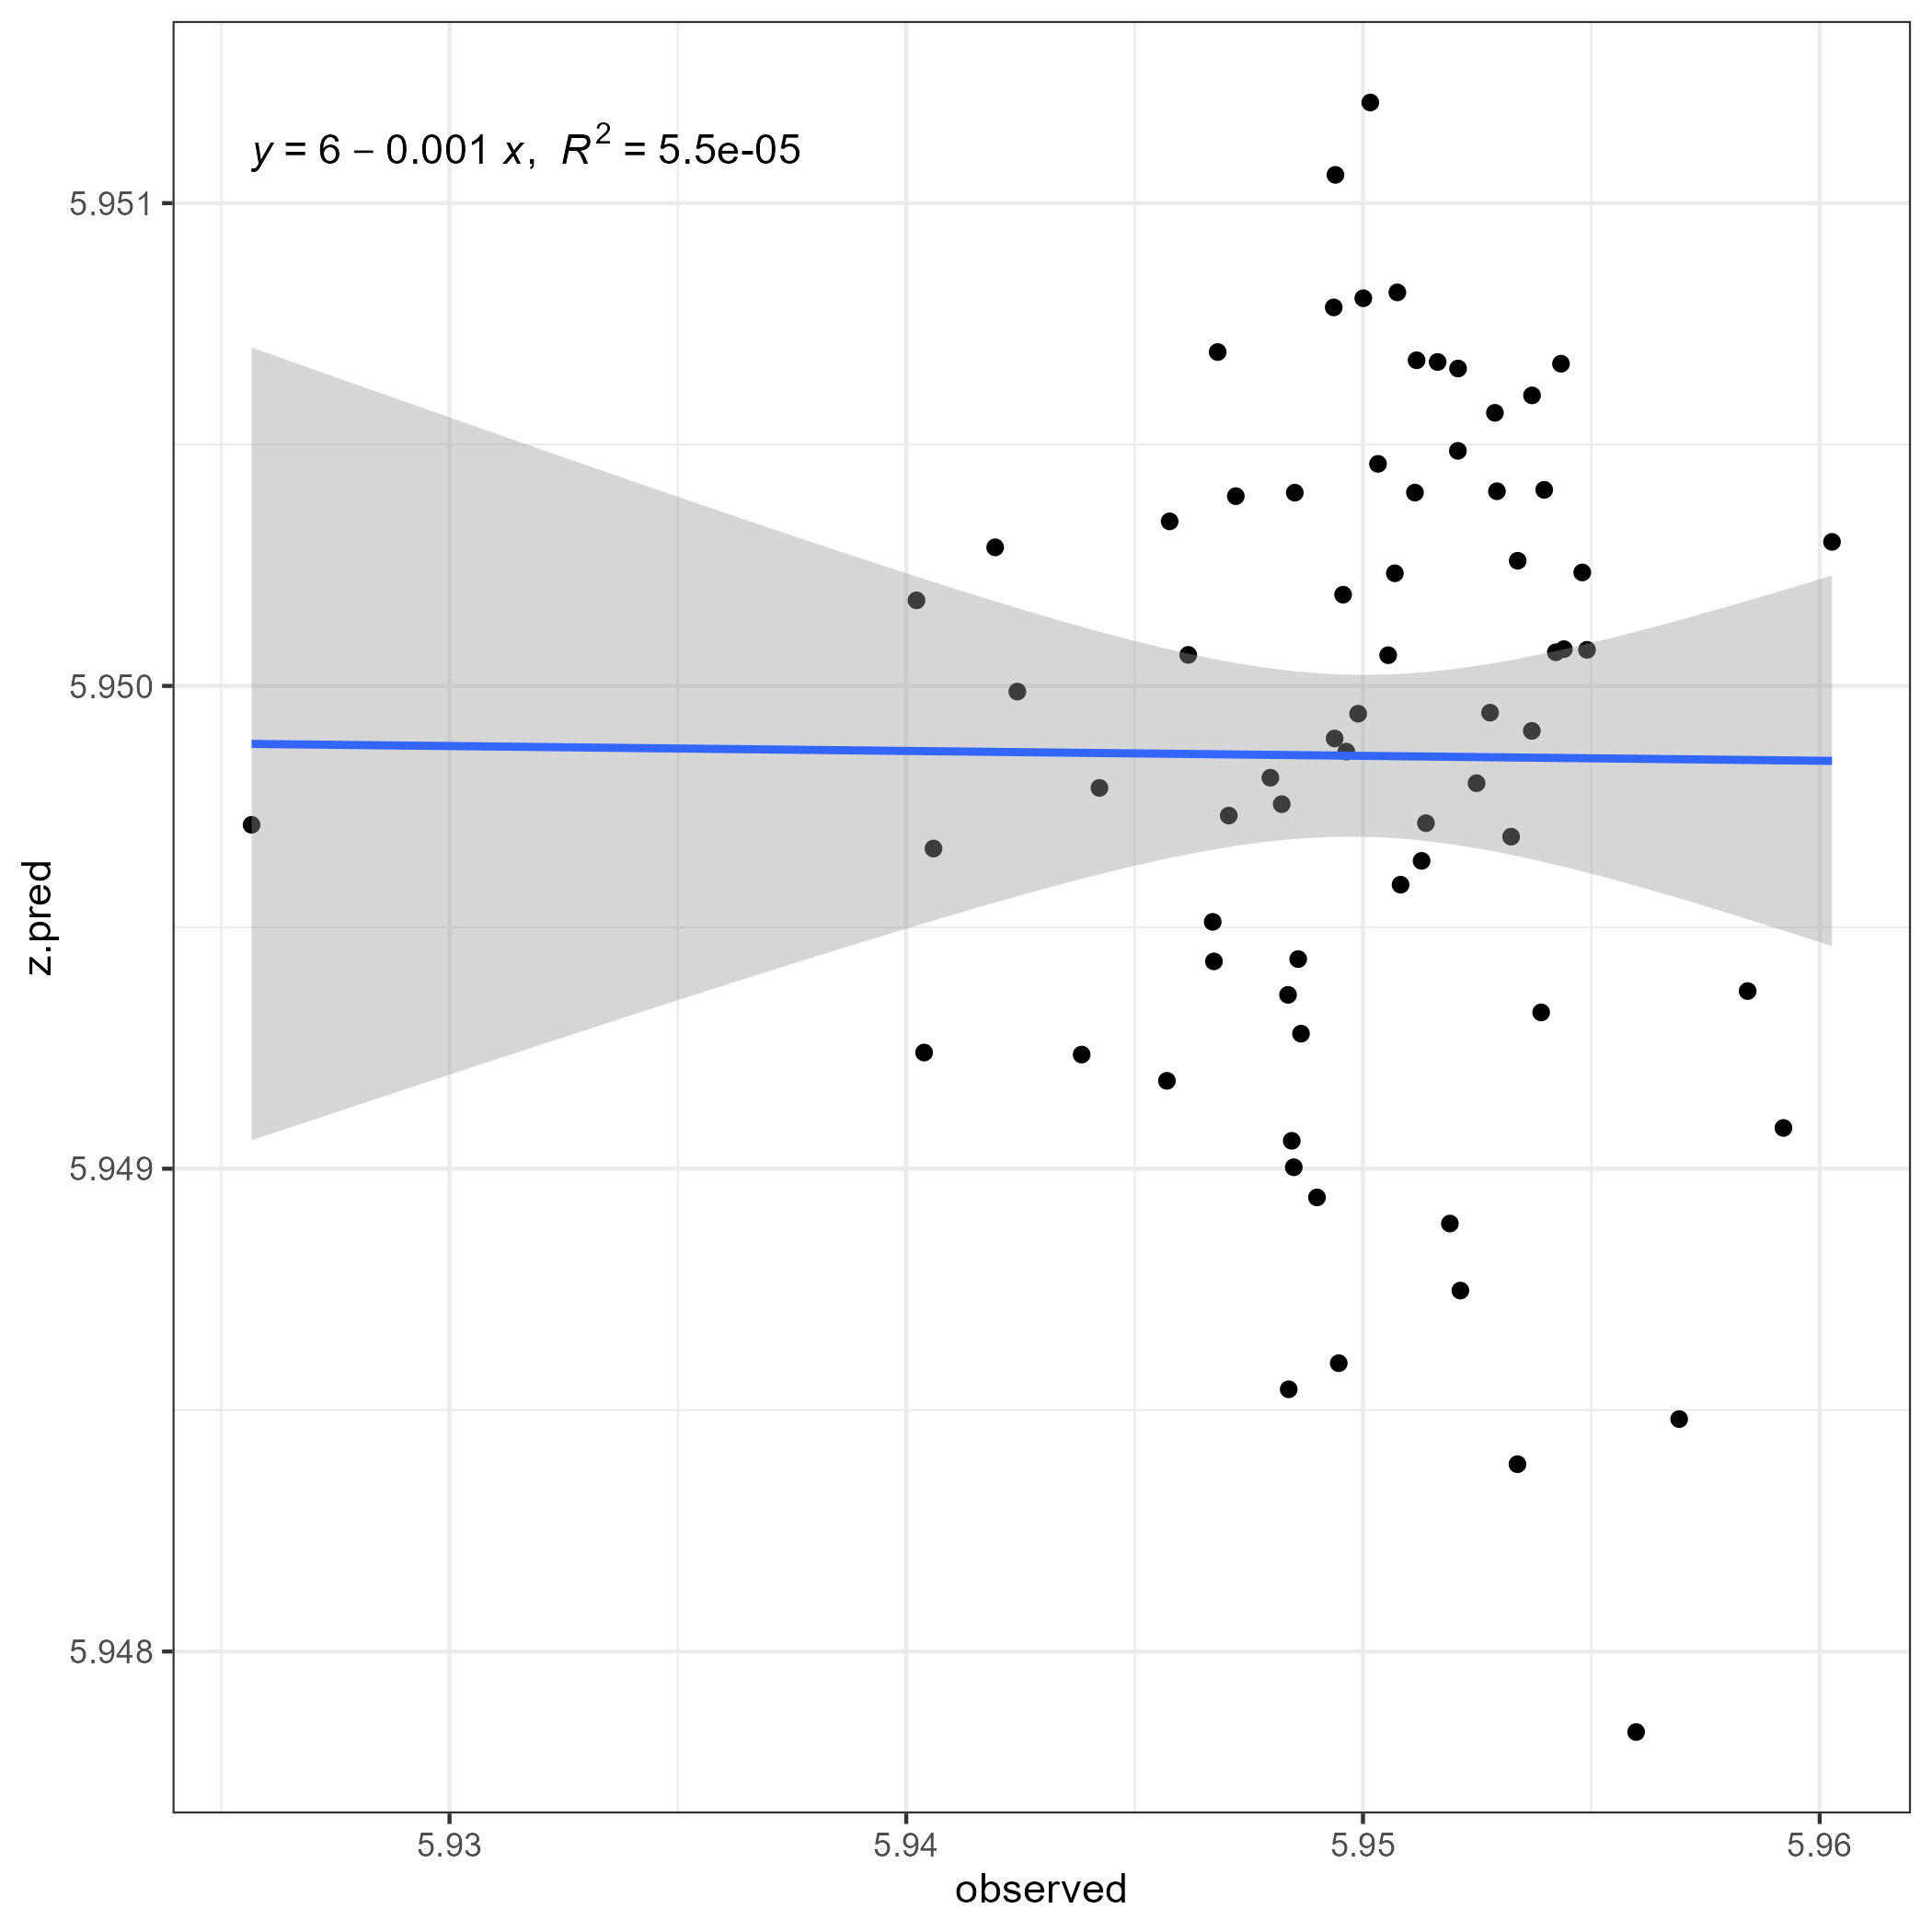 y = 6 – 0.001 x, R² = 5.5e-05
5.951
5.950
5.949
5.948
z.pred
5.93 5.94 5.95 5.96
observed